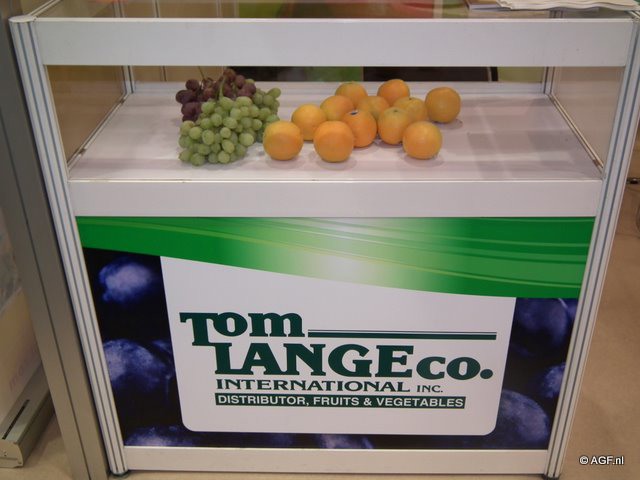 Tom
LANGE CO.
INTERNATIONAL INC.
DISTRIBUTOR, FRUITS & VEGETABLES
© AGF.nl